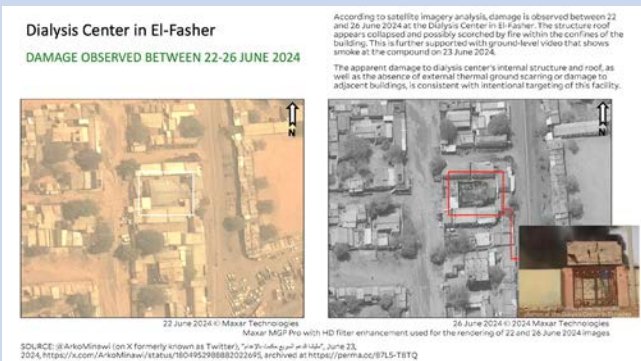 Dialysis Center in El-Fasher
DAMAGE OBSERVED BETWEEN 22-26 JUNE 2024
According to satellite imagery analysis, damage is observed between 22
and 26 June 2024 at the Dialysis Center in El-Fasher. The structure roof
appears collapsed and possibly scorched by fire within the confines of the
building. This is further supported with ground-level video that shows
smoke at the compound on 23 June 2024.
The apparent damage to dialysis center's internal structure and roof, as
well as the absence of external thermal ground scarring or damage to
adjacent buildings, is consistent with intentional targeting of this facility.
N
N
22 June 2024 © Maxar Technologies
26 June 2024 © Maxar Technologies
Maxar MGP Pro with HD filter enhancement used for the rendering of 22 and 26 June 2024 images
SOURCE: @ArkoMinawi (on X formerly known as Twitter), June 23,
2024, https://x.com/ArkoMinawi/status/1804952988882022695, archived at https://perma.cc/87L5-T8TQ